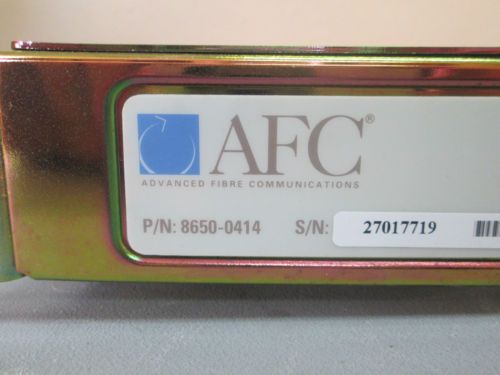 AFC®
ADVANCED FIBRE COMMUNICATIONS
P/N: 8650-0414 S/N: 27017719